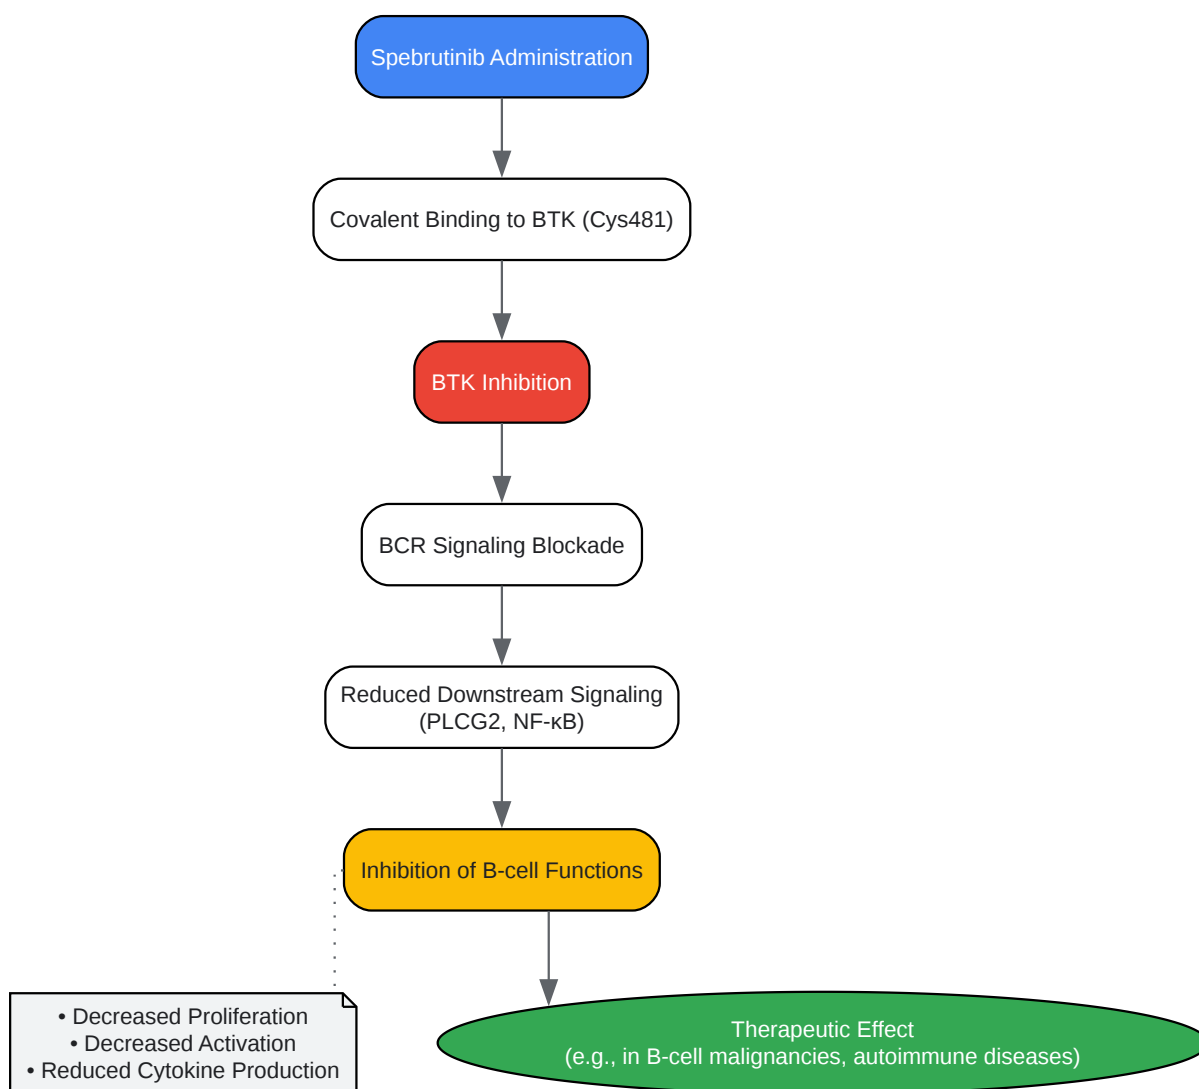 Spebrutinib Administration
Covalent Binding to BTK (Cys481)
BTK Inhibition
BCR Signaling Blockade
Reduced Downstream Signaling
(PLCG2, NF-κB)
Inhibition of B-cell Functions
• Decreased Proliferation
• Decreased Activation
• Reduced Cytokine Production
Therapeutic Effect
(e.g., in B-cell malignancies, autoimmune diseases)